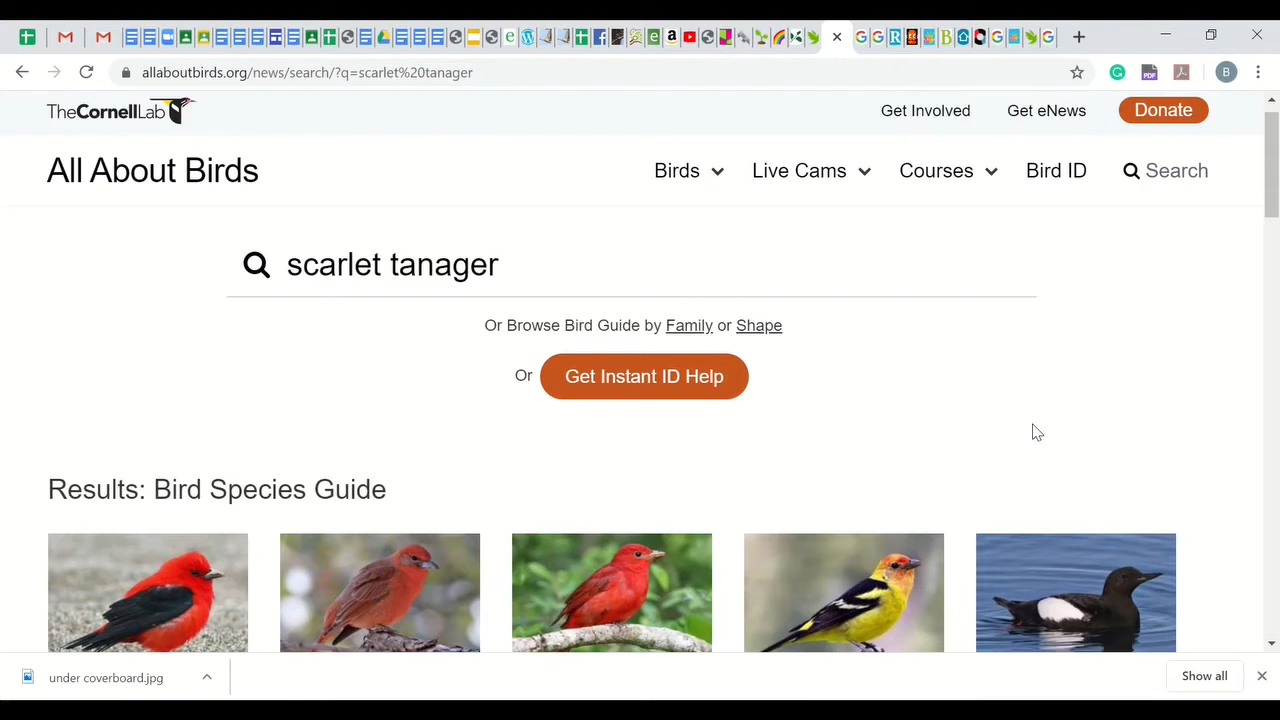 allaboutbirds.org/news/search/?q=scarlet%20tanager
B
TheCornellLab
Get Involved
Get eNews
Donate
All About Birds
Birds
Live Cams
Courses
Bird ID
Search
scarlet tanager
Or Browse Bird Guide by Family or Shape
Or
Get Instant ID Help
Results: Bird Species Guide
under coverboard.jpg
Show all